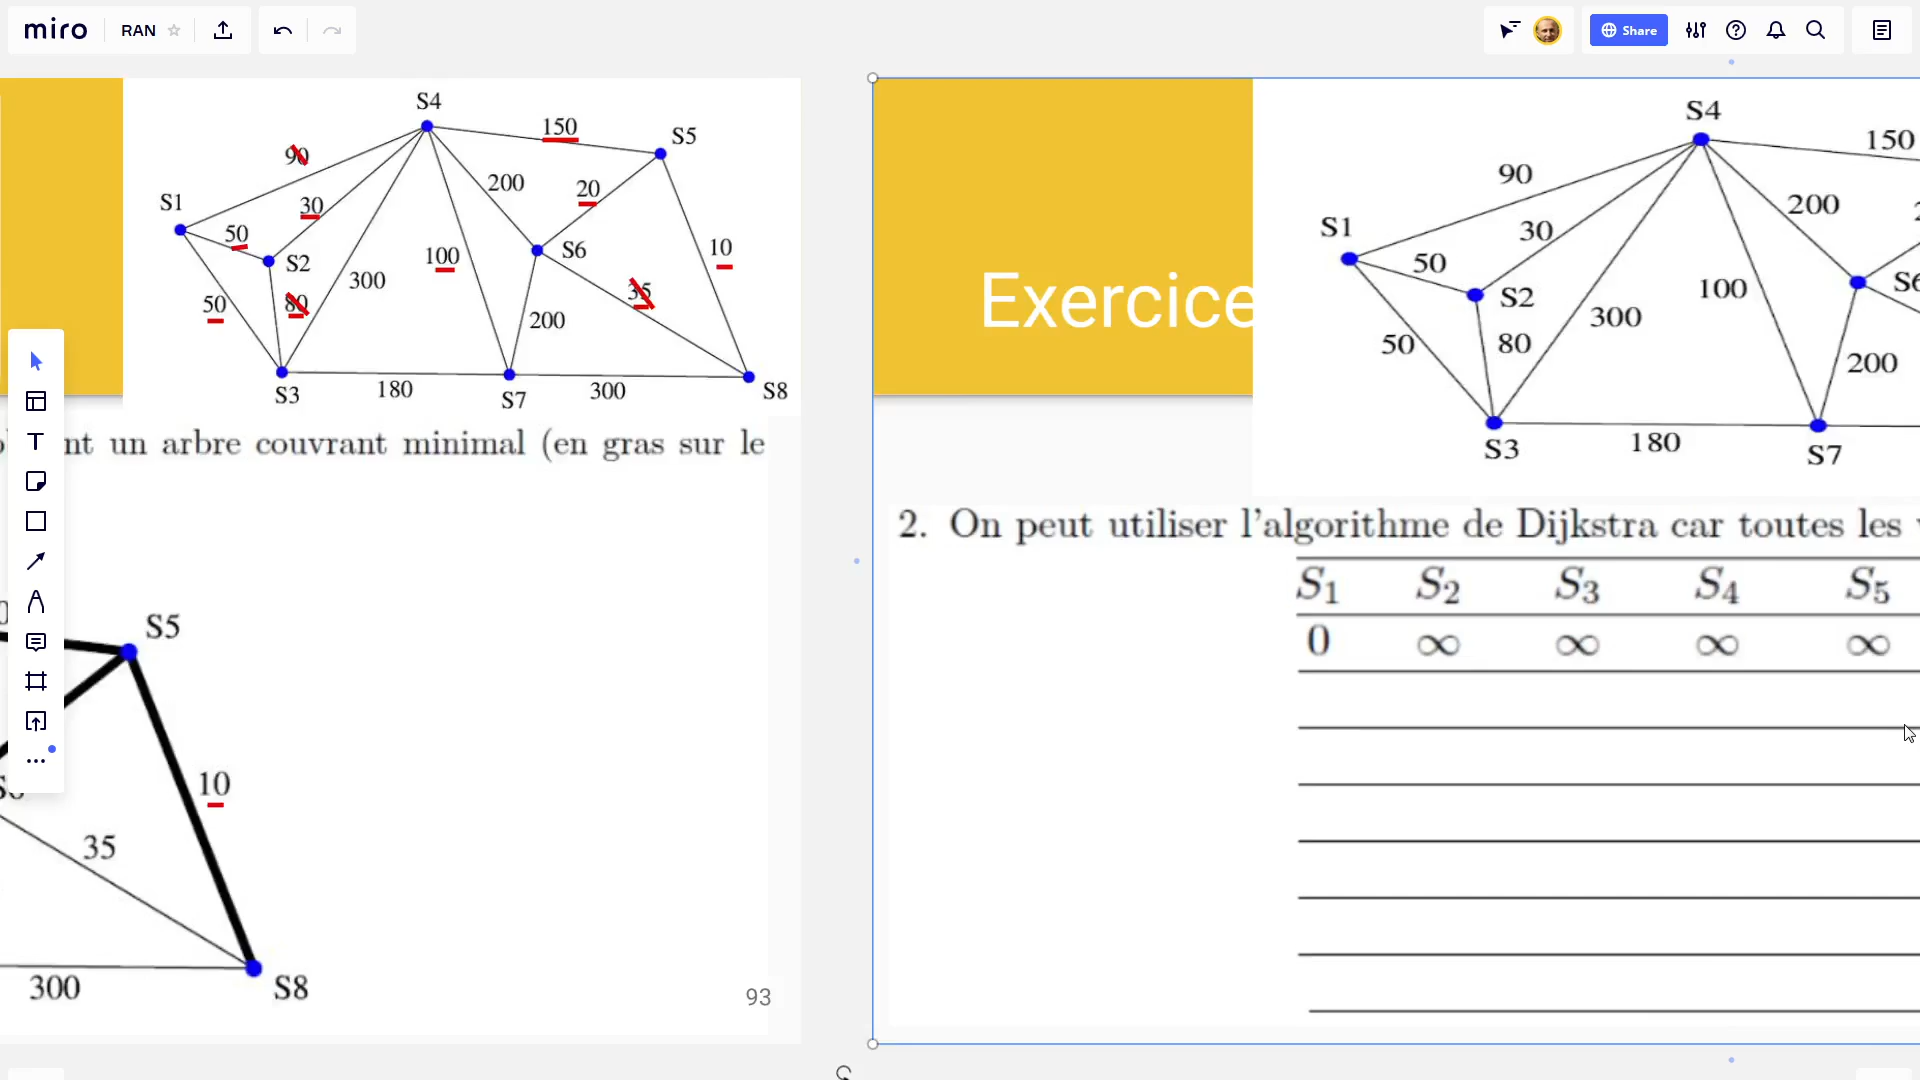 miro
RAN
Share
S4
150
S5
90
S1
200
20
30
50
S2
S6
10
100
300
80
35
50
200
S3
180
S7
300
S8
nt un arbre couvrant minimal (en gras sur le
S5
10
35
300
S8
93
Exercice
S4
150
90
200
S1
30
50
S2
S6
100
300
50
80
200
S3
180
S7
2. On peut utiliser l'algorithme de Dijkstra car toutes les
S1 S2 S3 S4 S5
0 ∞ ∞ ∞ ∞